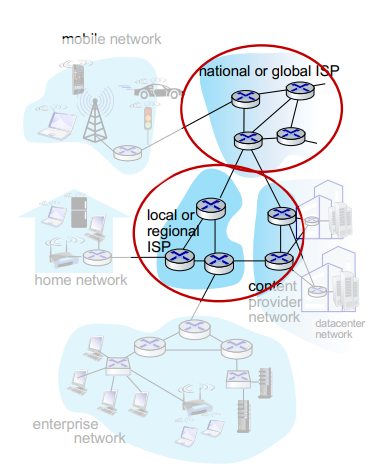 mobile network
national or global ISP
local or
regional
ISP
home network
content
provider
network
datacenter
network
enterprise
network